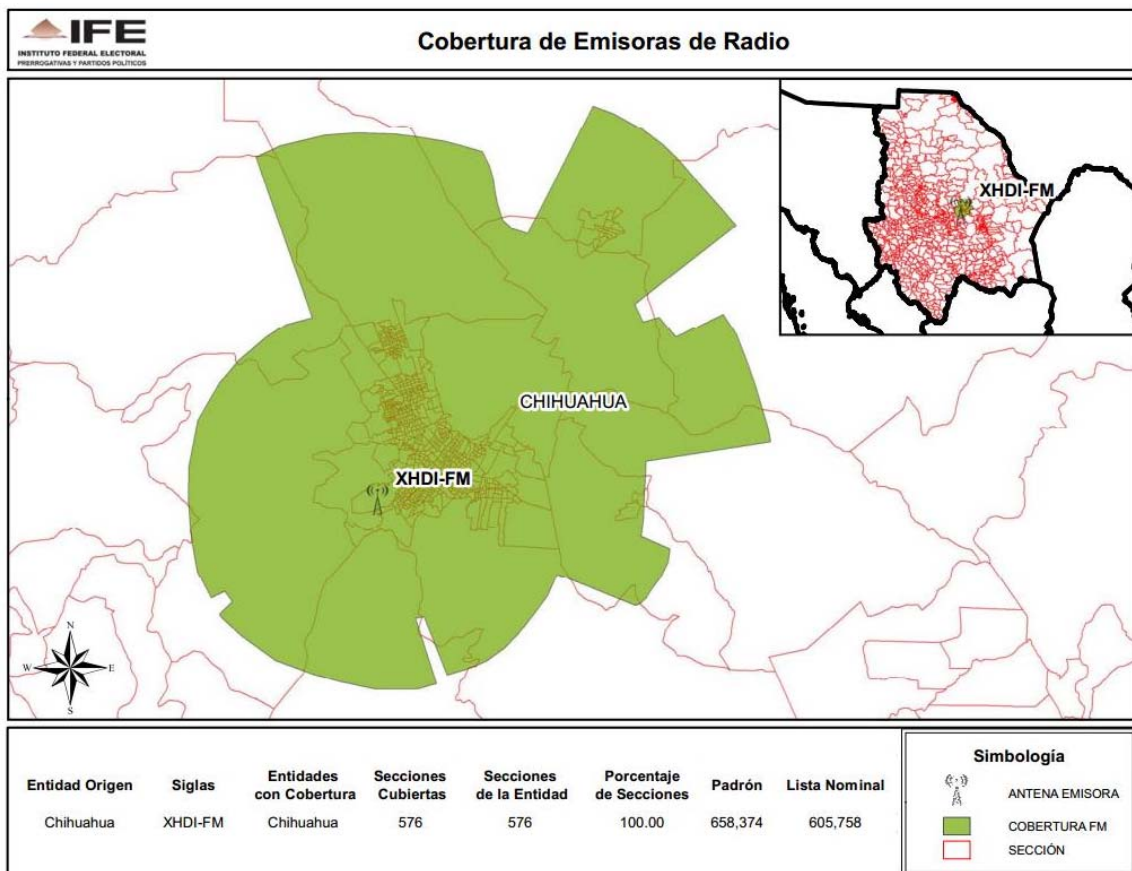 IFE
INSTITUTO FEDERAL ELECTORAL
PRERROGATIVAS Y PARTIDOS POLÍTICOS
Cobertura de Emisoras de Radio
XHDI-FM
CHIHUAHUA
XHDI-FM
N
W E
S
Entidad Origen Siglas Entidades con Cobertura Secciones Cubiertas Secciones de la Entidad Porcentaje de Secciones Padrón Lista Nominal
Chihuahua XHDI-FM Chihuahua 576 576 100.00 658,374 605,758
Simbología
ANTENA EMISORA
COBERTURA FM
SECCIÓN